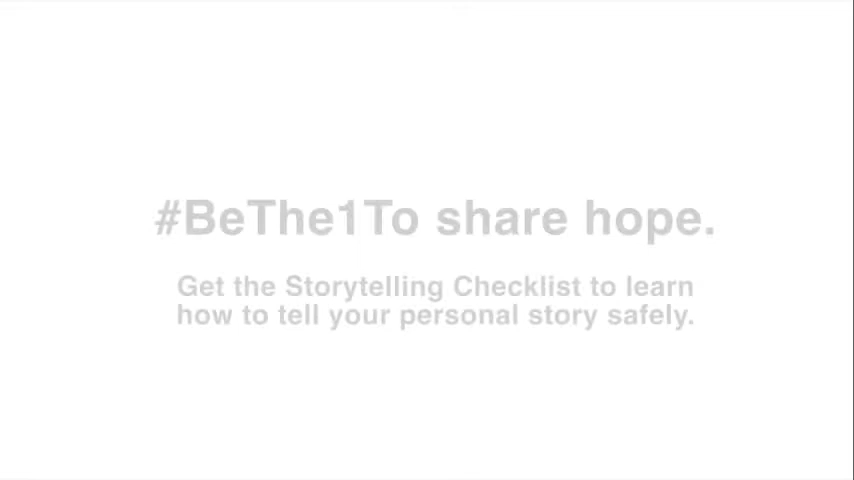 #BeThe1To share hope.
Get the Storytelling Checklist to learn
how to tell your personal story safely.